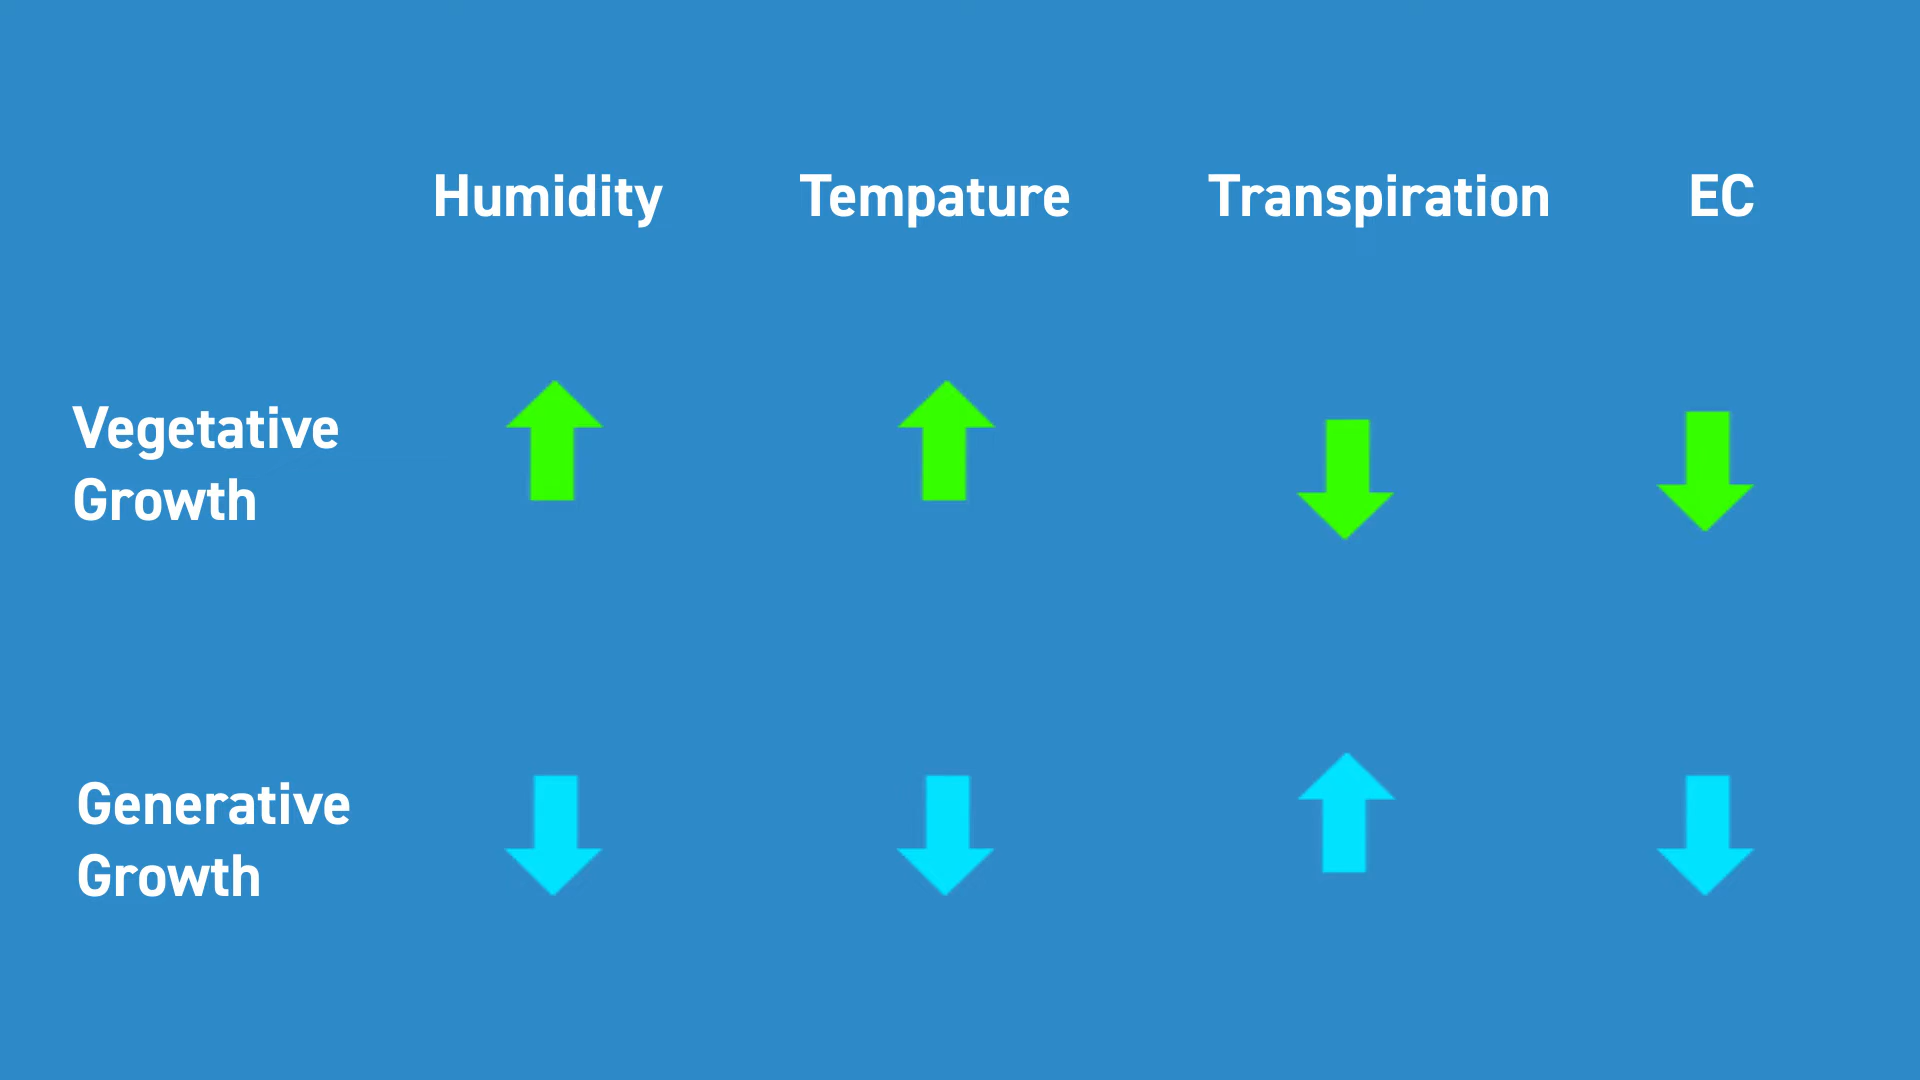 Humidity Tempature Transpiration EC
Vegetative
Growth
Generative
Growth